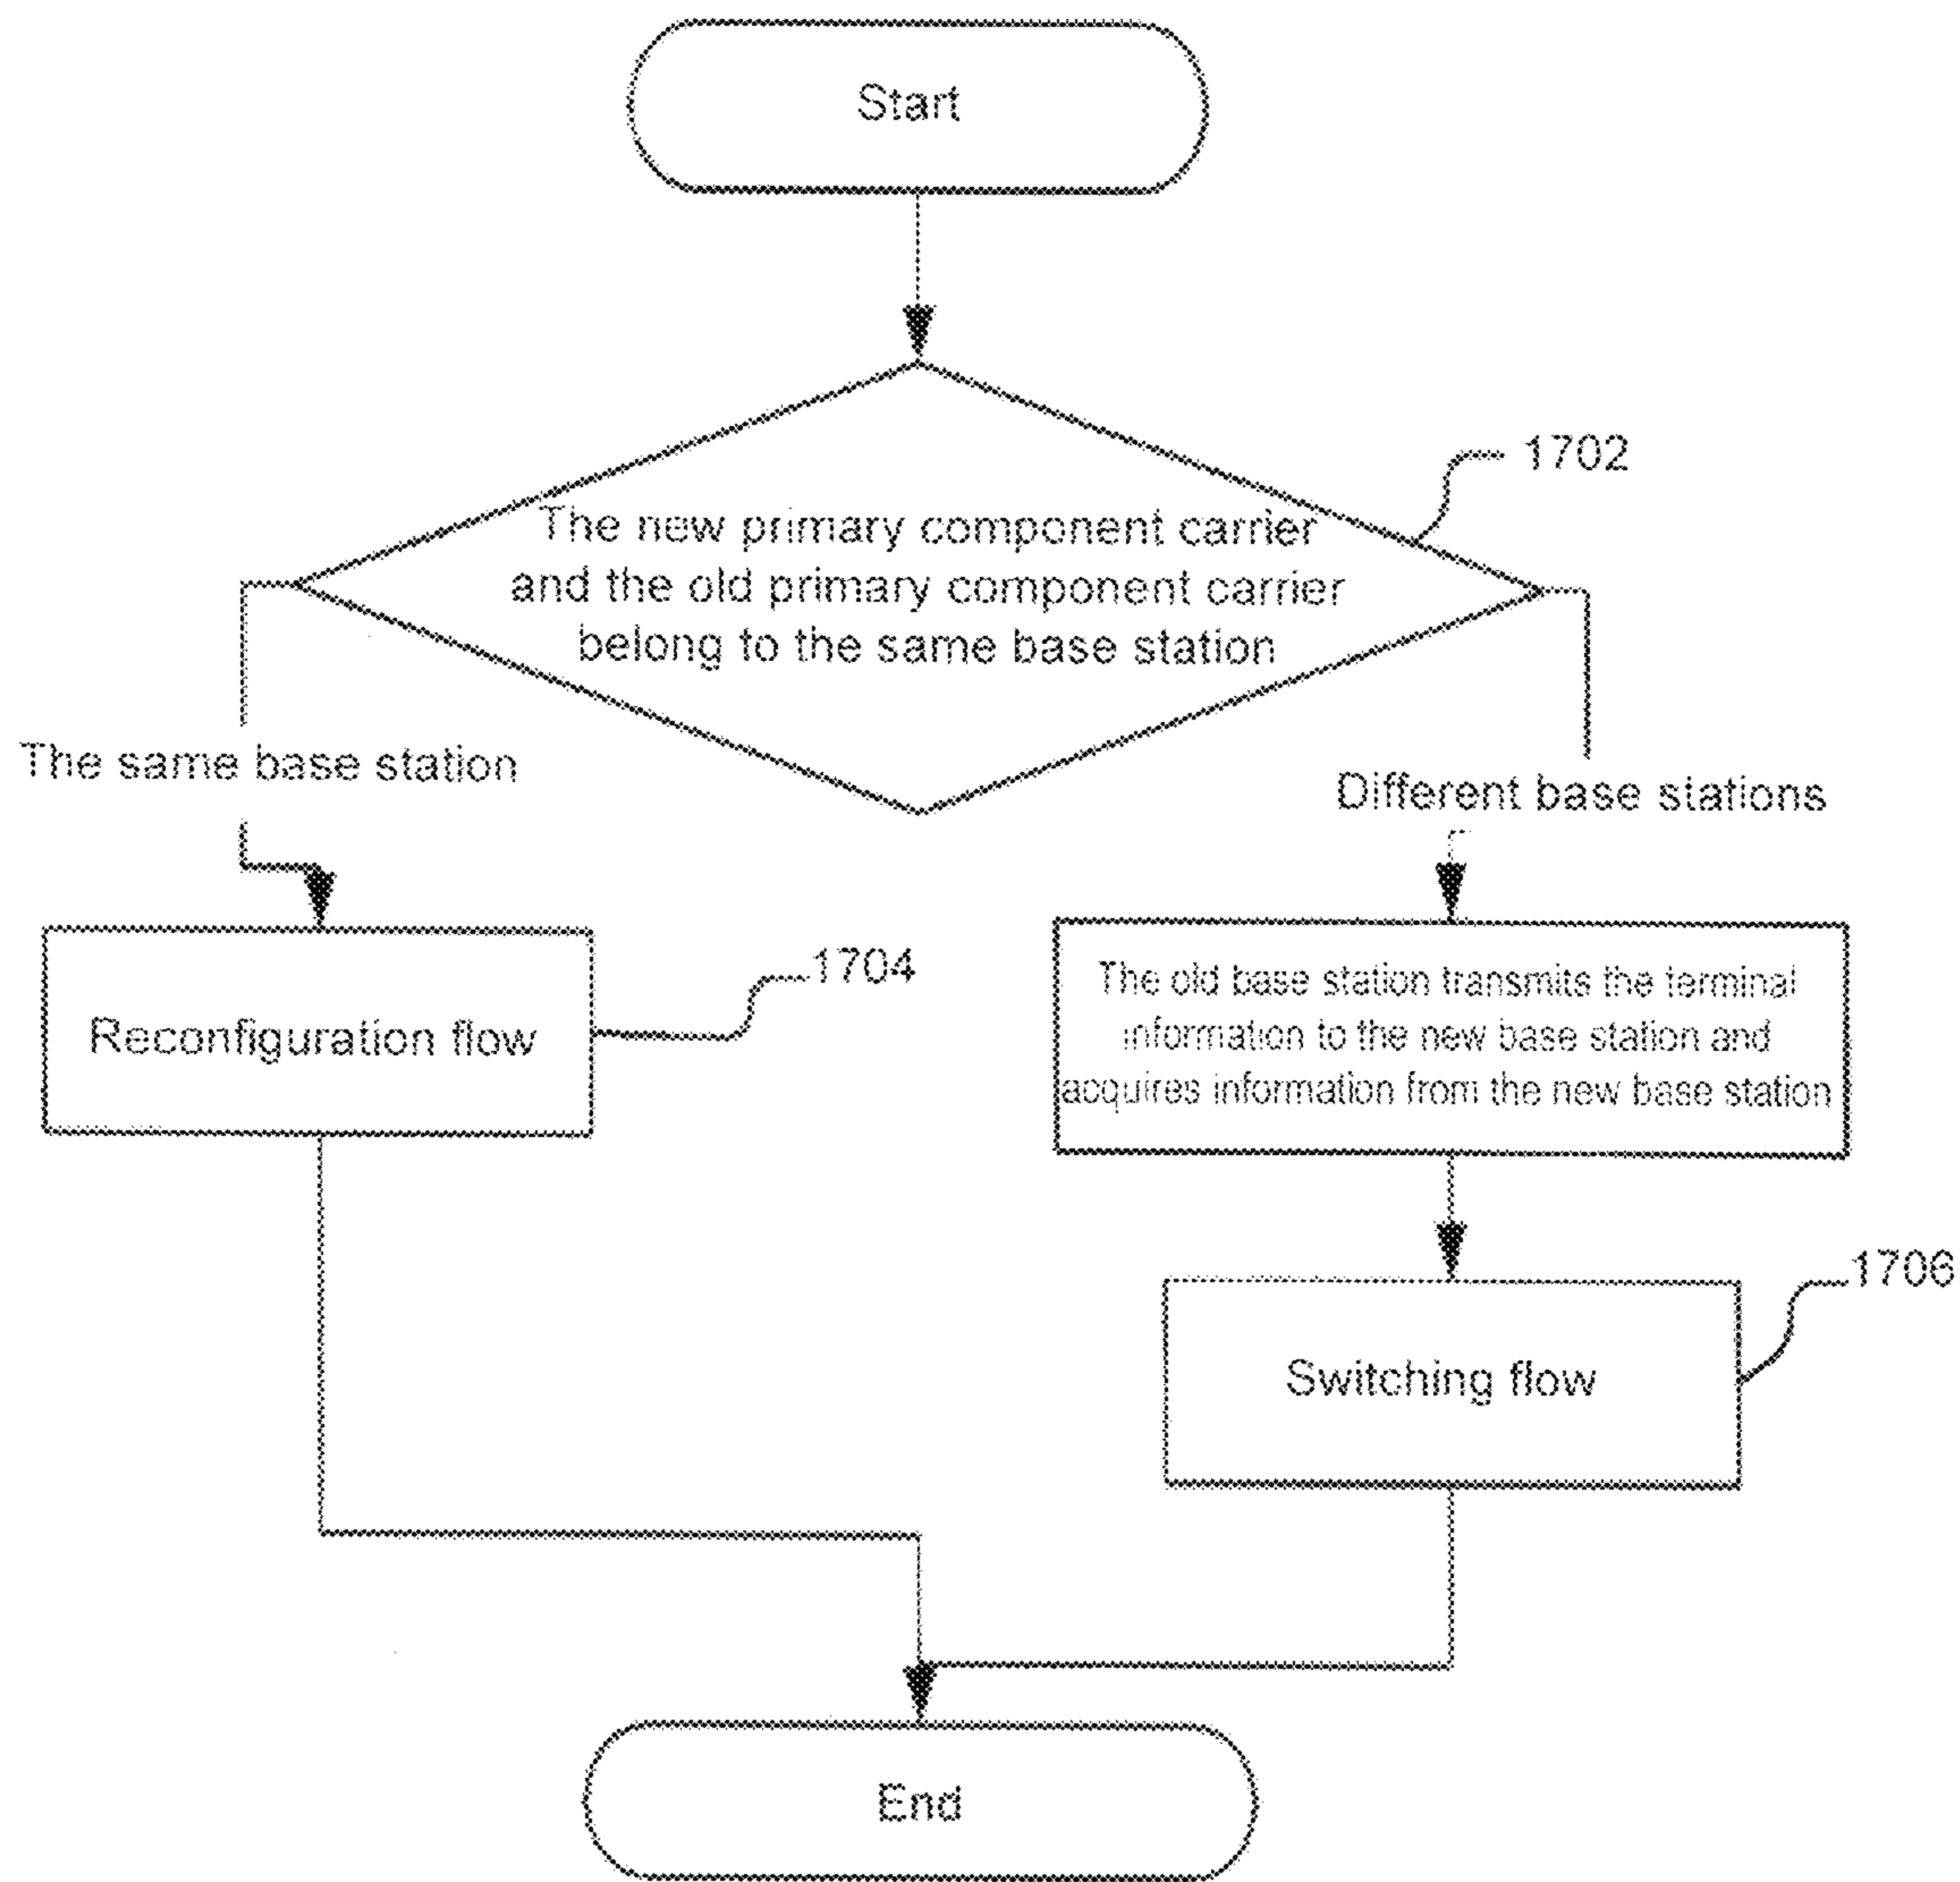 Start
1702
The new primary component carrier
and the old primary component carrier
belong to the same base station
The same base station
Different base stations
1704
Reconfiguration flow
The old base station transmits the terminal
information to the new base station and
acquires information from the new base station
1706
Switching flow
End